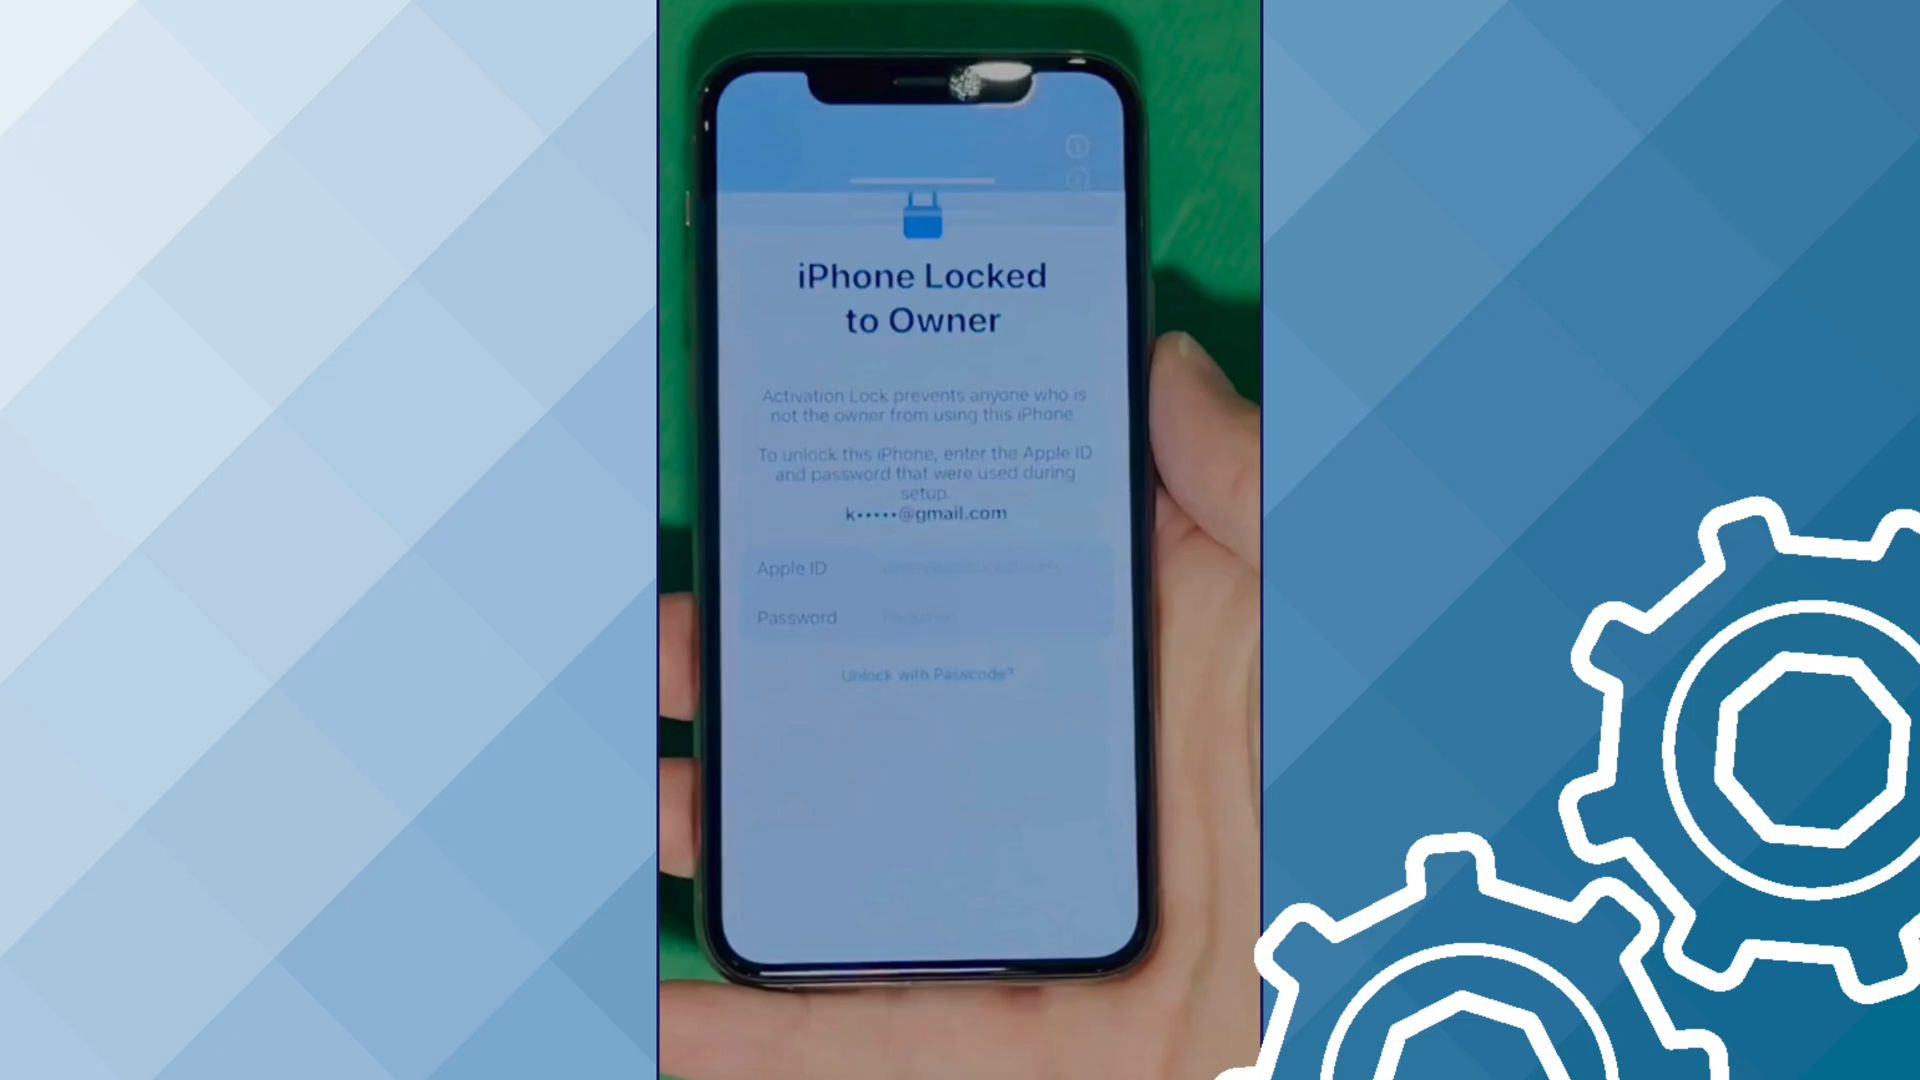 iPhone Locked
to Owner
Activation Lock prevents anyone who is
not the owner from using this iPhone.
To unlock this iPhone, enter the Apple ID
and password that were used during
setup.
k•••••@gmail.com
Apple ID
Password
Unlock with Passcode?